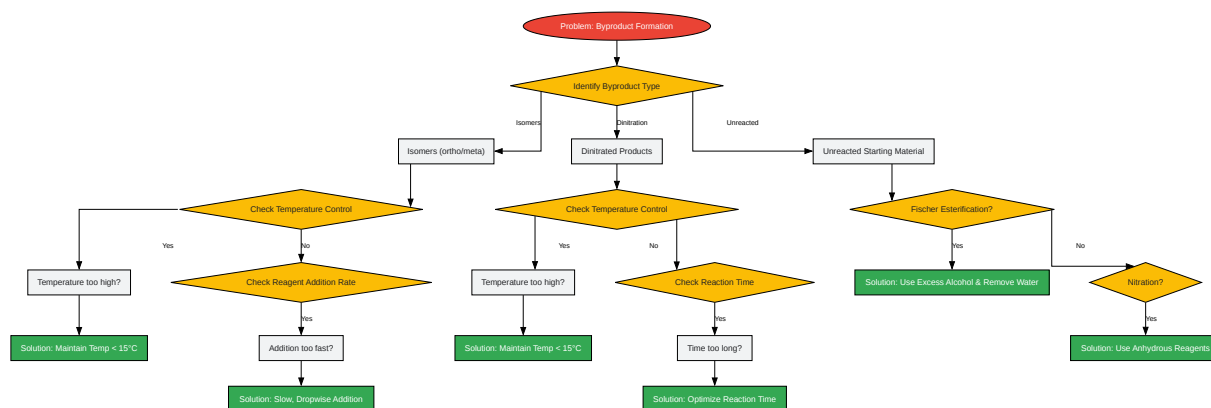 Problem: Byproduct Formation
Identify Byproduct Type
Isomers
Dinitration
Unreacted
Isomers (ortho/meta)
Dinitrated Products
Unreacted Starting Material
Check Temperature Control
Check Temperature Control
Fischer Esterification?
Yes
No
Yes
No
Yes
No
Temperature too high?
Check Reagent Addition Rate
Temperature too high?
Check Reaction Time
Solution: Use Excess Alcohol & Remove Water
Nitration?
Yes
Yes
Yes
Solution: Maintain Temp < 15°C
Addition too fast?
Solution: Maintain Temp < 15°C
Time too long?
Solution: Use Anhydrous Reagents
Solution: Slow, Dropwise Addition
Solution: Optimize Reaction Time